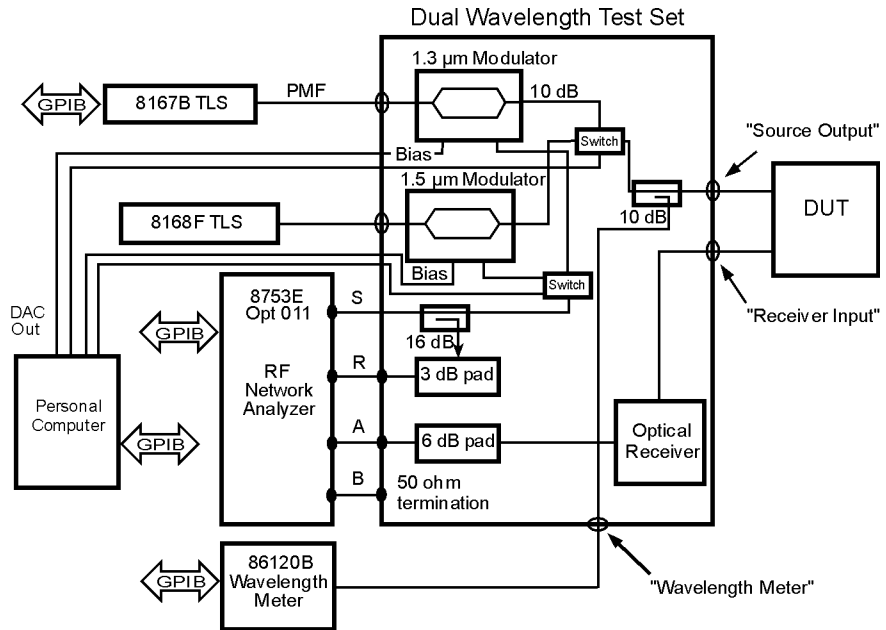 Dual Wavelength Test Set
1.3 µm Modulator
GPIB
8167B TLS
PMF
10 dB
"Source Output"
Switch
Bias
1.5 µm Modulator
8168F TLS
10 dB
DUT
Bias
Switch
8753E
Opt 011
S
DAC
Out
GPIB
16 dB
"Receiver Input"
RF
Network
Analyzer
R
3 dB pad
Personal
Computer
GPIB
A
6 dB pad
Optical
Receiver
B
50 ohm
termination
GPIB
86120B
Wavelength
Meter
"Wavelength Meter"